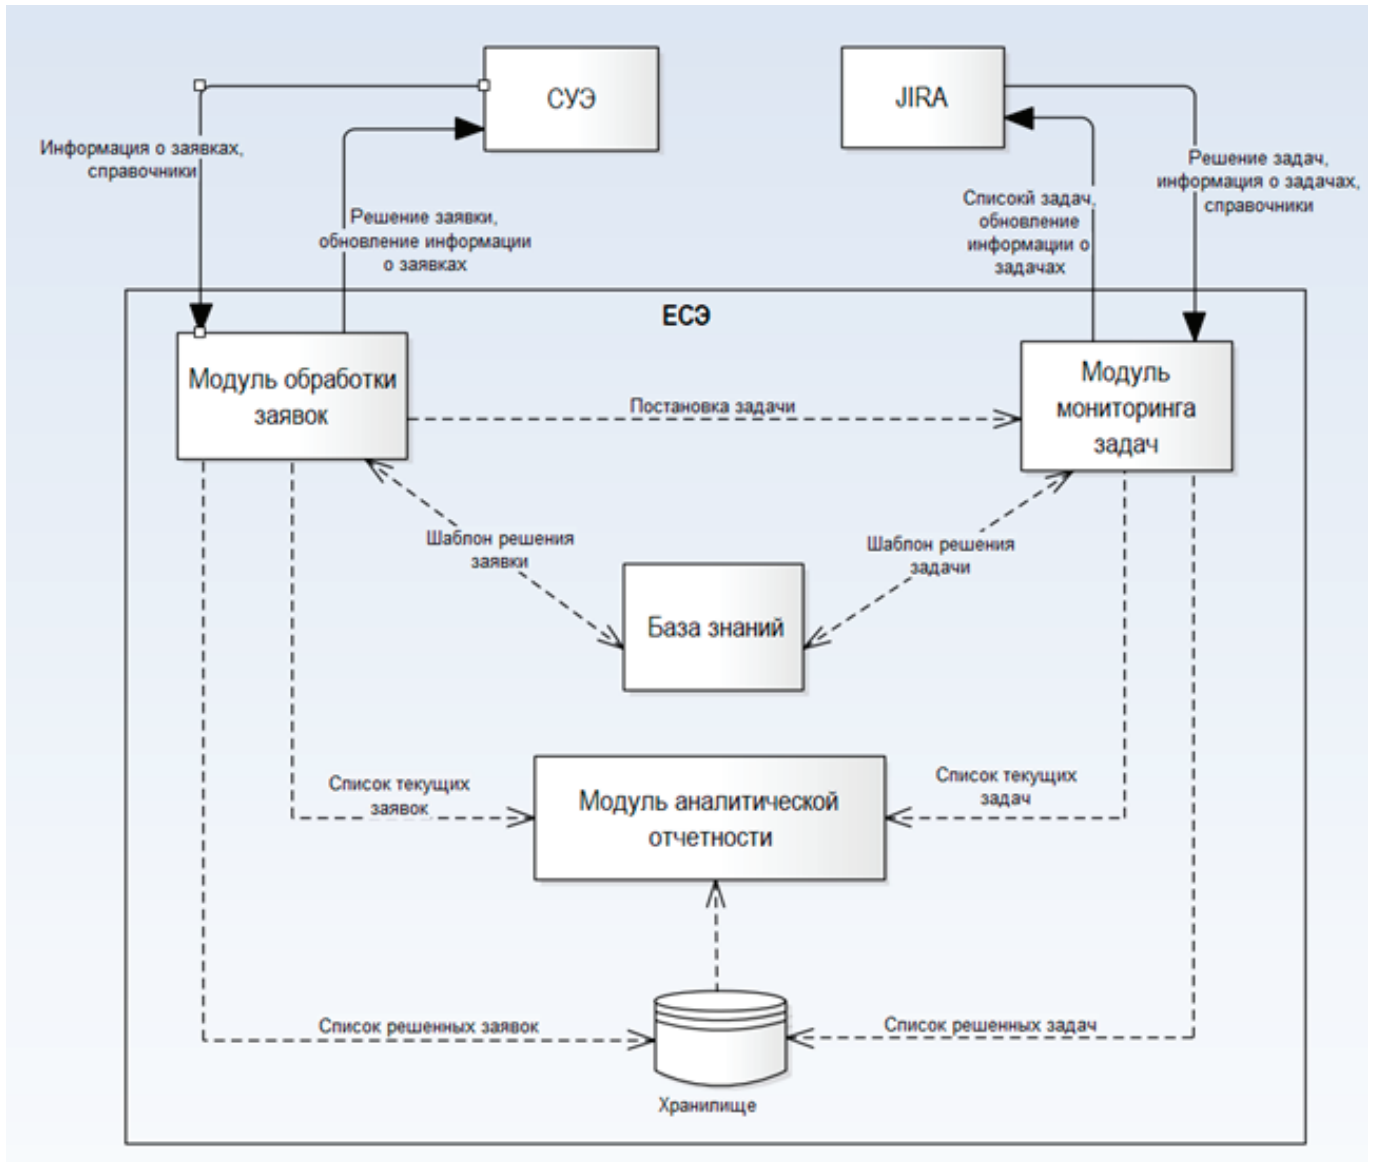 СУЭ
JIRA
Информация о заявках,
справочники
Решение заявки,
обновление информации
о заявках
Списокй задач,
обновление
информации о
задачах
Решение задач,
информация о задачах,
справочники
ЕСЭ
Модуль обработки
заявок
Постановка задачи
Модуль
мониторинга
задач
Шаблон решения
заявки
Шаблон решения
задачи
База знаний
Список текущих
заявок
Модуль аналитической
отчетности
Список текущих
задач
Список решенных заявок
Список решенных задач
Хранилище